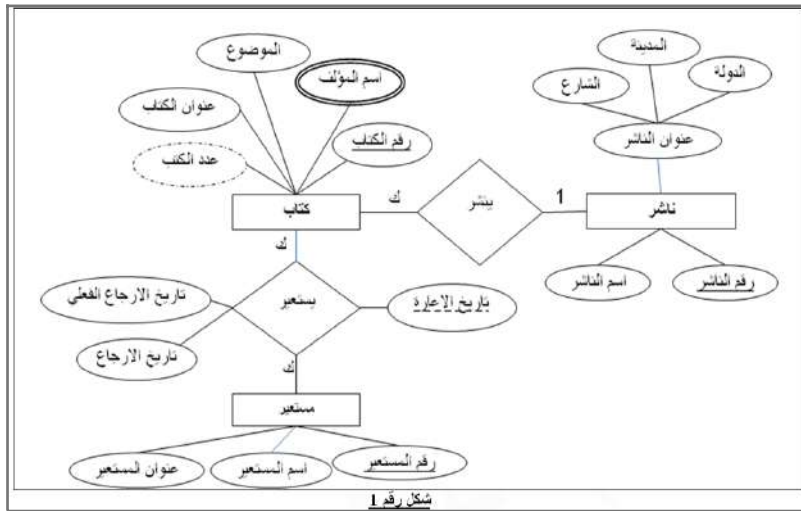 الموضوع
اسم المؤلف
عنوان الكتاب
رقم الكتاب
عدد الكتب
المدينة
الدولة
الشارع
عنوان الناشر
كتاب
ك
ينشر
1
ناشر
اسم الناشر
رقم الناشر
ك
تاريخ الارجاع الفعلي
يستعير
تاريخ الاعارة
تاريخ الارجاع
ك
مستعير
عنوان المستعير
اسم المستعير
رقم المستعير
شكل رقم 1